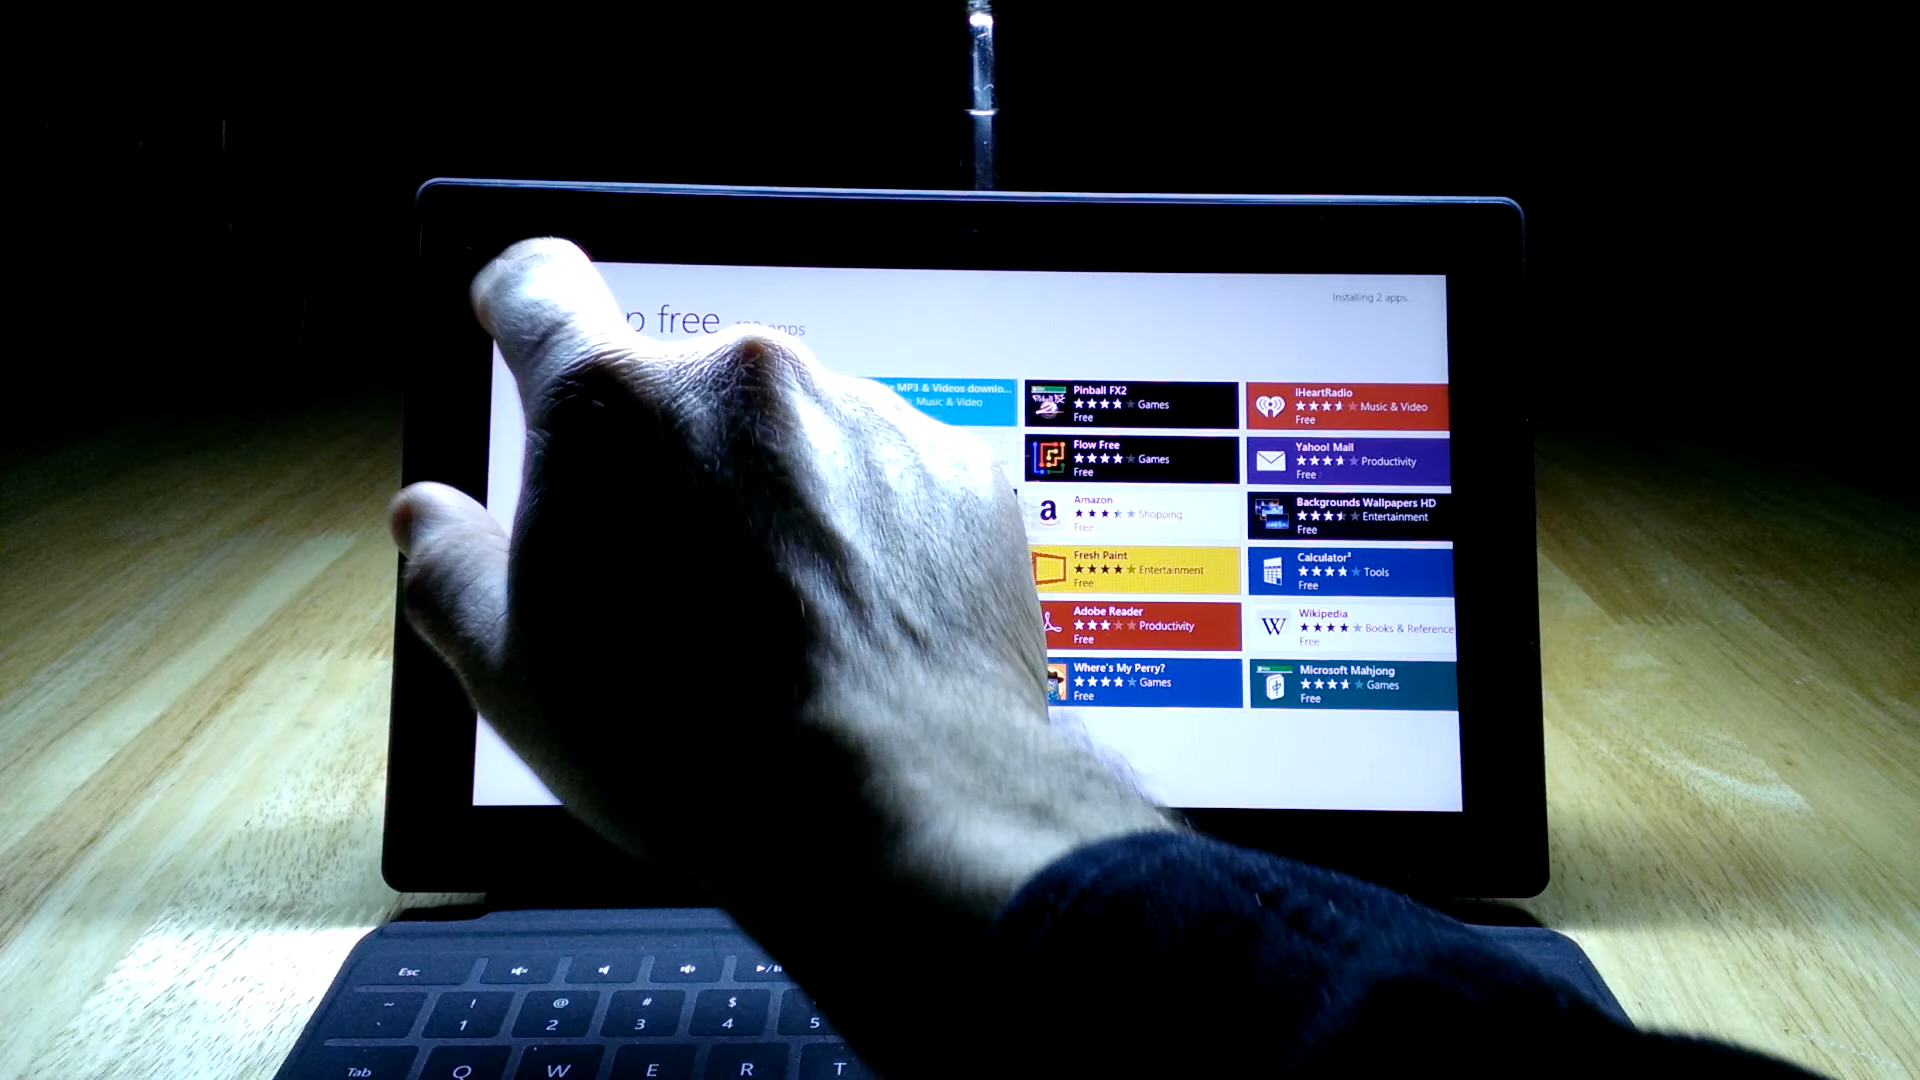 Installing 2 apps...
p free
apps
MP3 & Videos downlo...
Music & Video
Pinball FX2
Games
Free
Flow Free
Games
Free
a Amazon
Shopping
Free
Fresh Paint
Entertainment
Free
Adobe Reader
Productivity
Free
Where's My Perry?
Games
Free
iHeartRadio
Music & Video
Free
Yahoo! Mail
Productivity
Free
Backgrounds Wallpapers HD
Entertainment
Free
Calculator²
Tools
Free
W Wikipedia
Books & Reference
Free
Microsoft Mahjong
Games
Free
Esc
~ ! @ # $
` 1 2 3 4 5
Tab Q W E R T